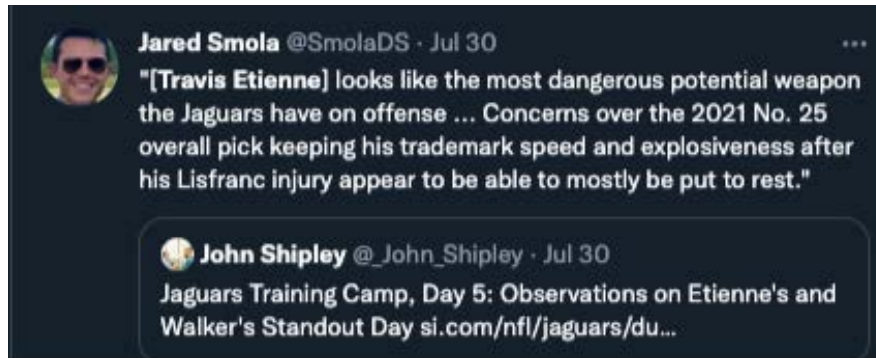 Jared Smola @SmolaDS · Jul 30
"[Travis Etienne] looks like the most dangerous potential weapon
the Jaguars have on offense ... Concerns over the 2021 No. 25
overall pick keeping his trademark speed and explosiveness after
his Lisfranc injury appear to be able to mostly be put to rest."
John Shipley @_John_Shipley · Jul 30
Jaguars Training Camp, Day 5: Observations on Etienne's and
Walker's Standout Day si.com/nfl/jaguars/du...